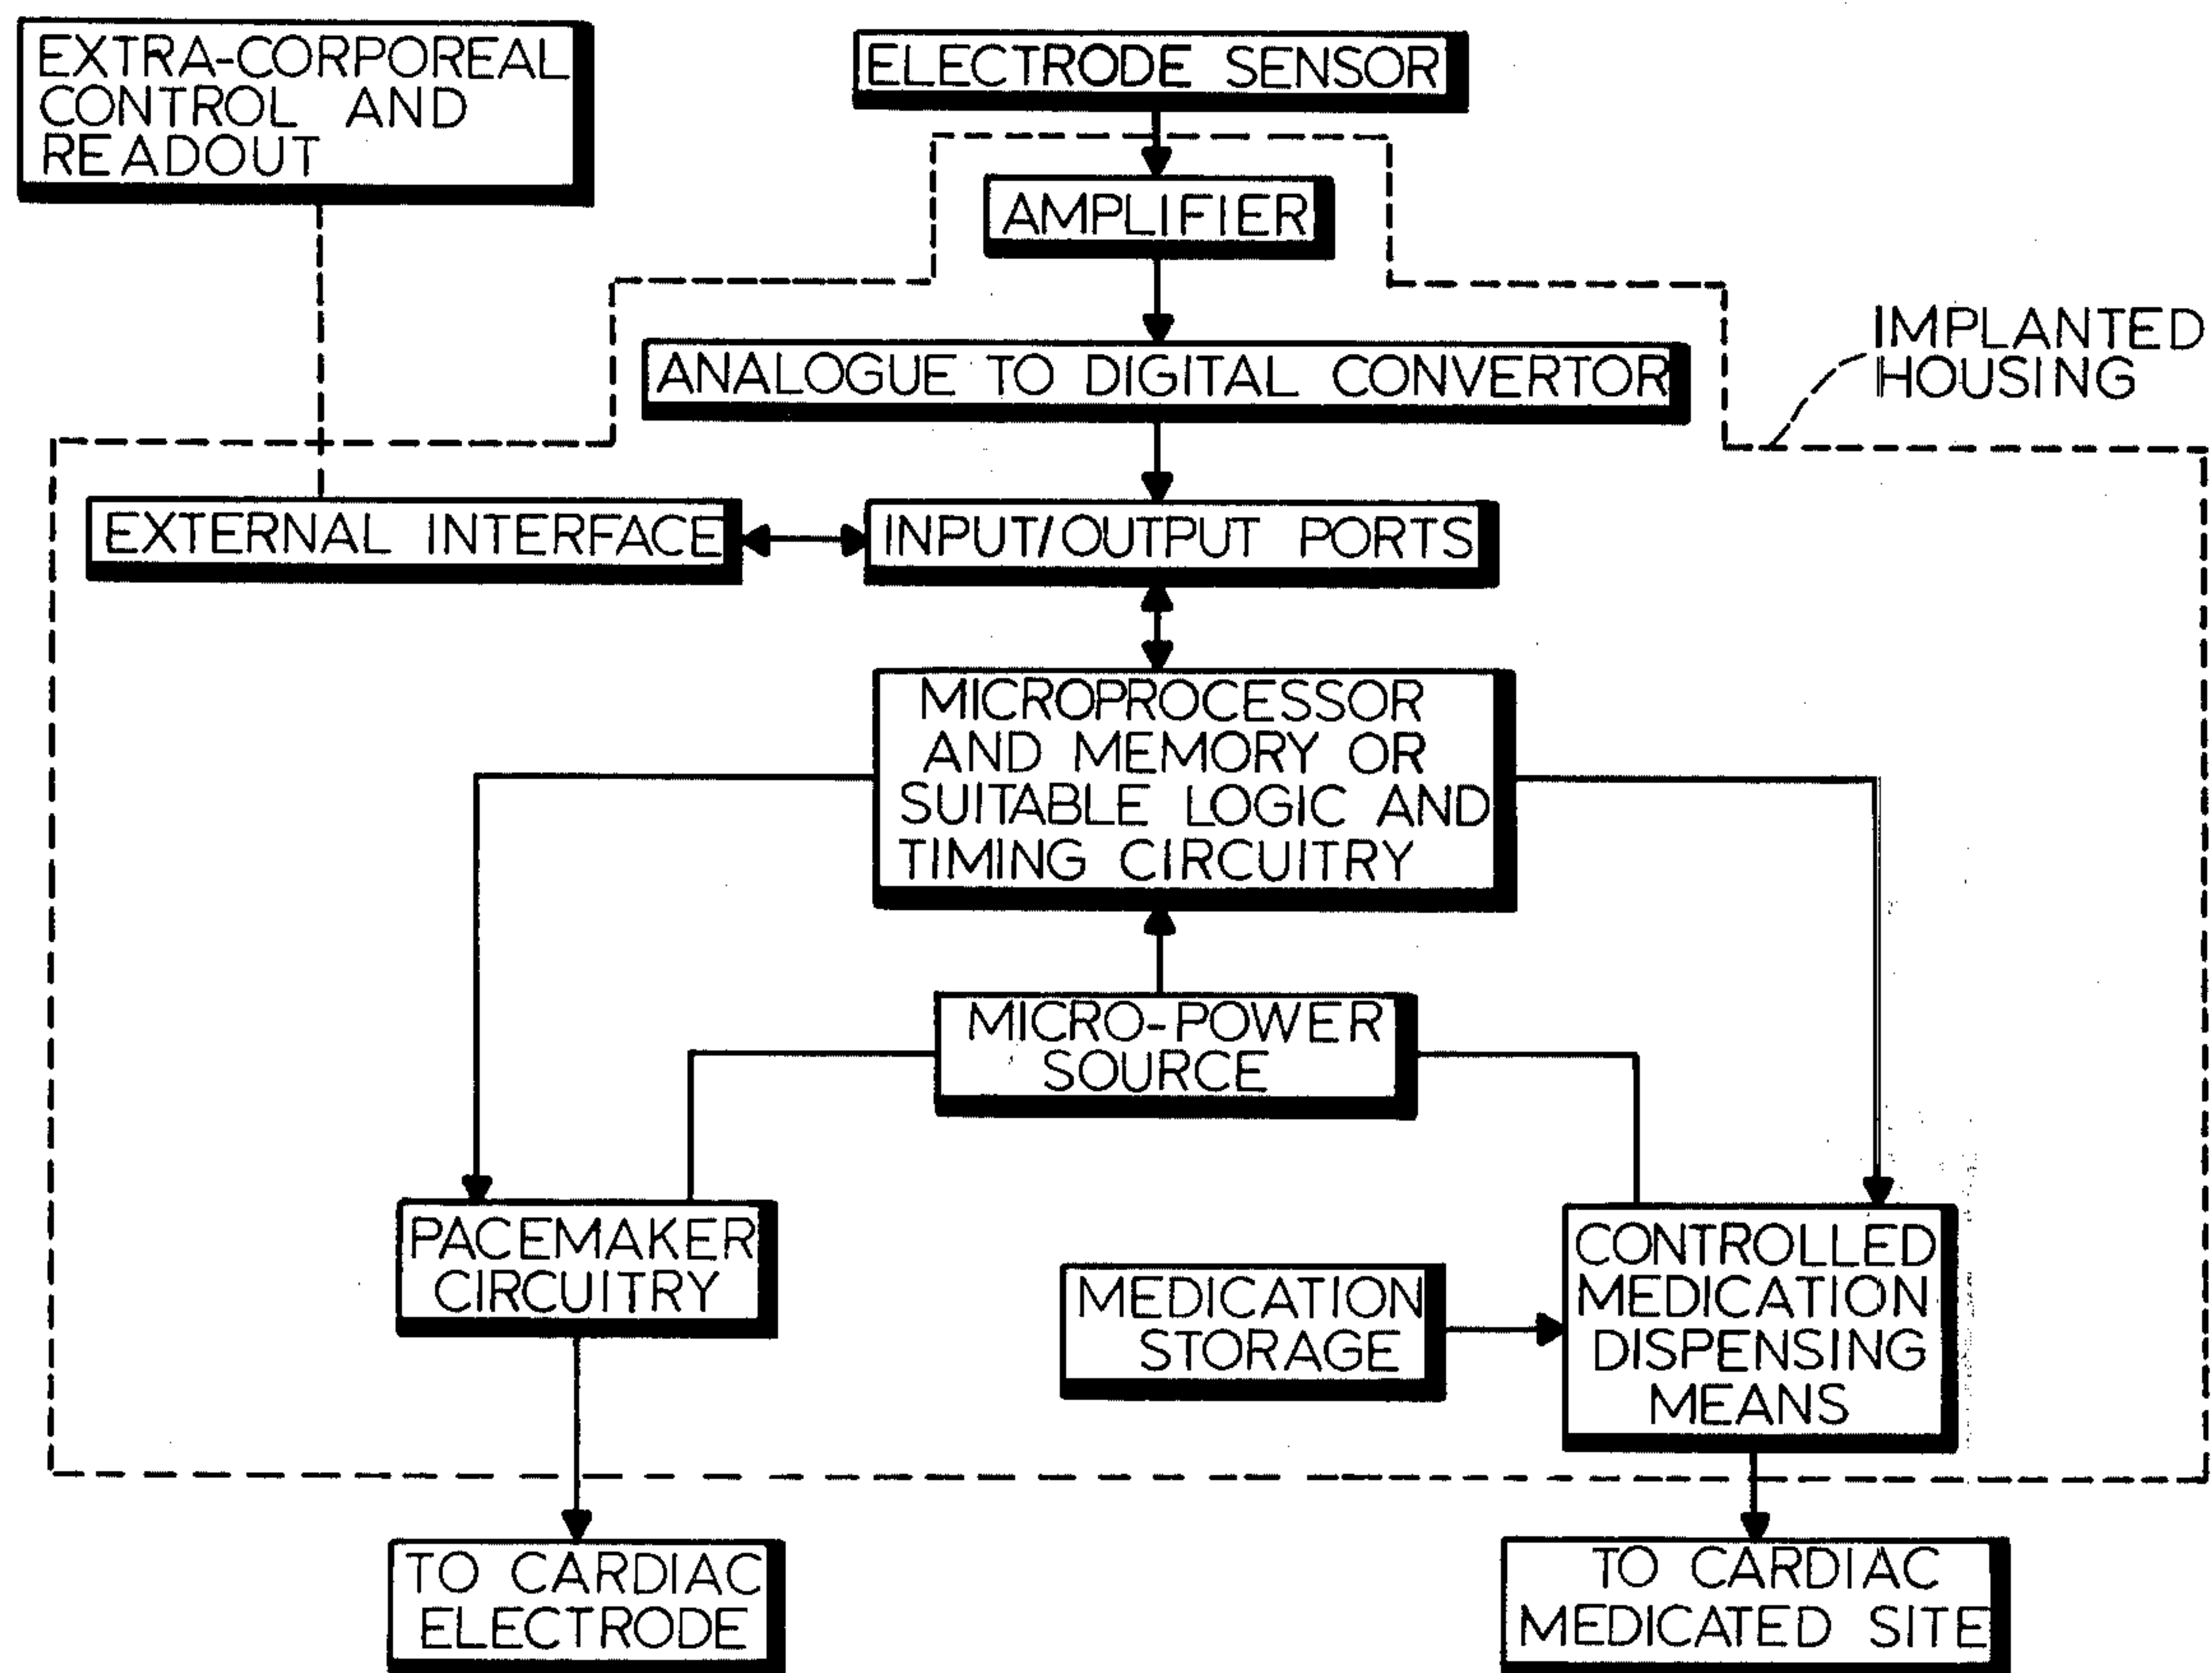 EXTRA-CORPOREAL
CONTROL AND
READOUT
ELECTRODE SENSOR
AMPLIFIER
ANALOGUE TO DIGITAL CONVERTOR
IMPLANTED
HOUSING
EXTERNAL INTERFACE
INPUT/OUTPUT PORTS
MICROPROCESSOR
AND MEMORY OR
SUITABLE LOGIC AND
TIMING CIRCUITRY
MICRO-POWER
SOURCE
PACEMAKER
CIRCUITRY
MEDICATION
STORAGE
CONTROLLED
MEDICATION
DISPENSING
MEANS
TO CARDIAC
ELECTRODE
TO CARDIAC
MEDICATED SITE